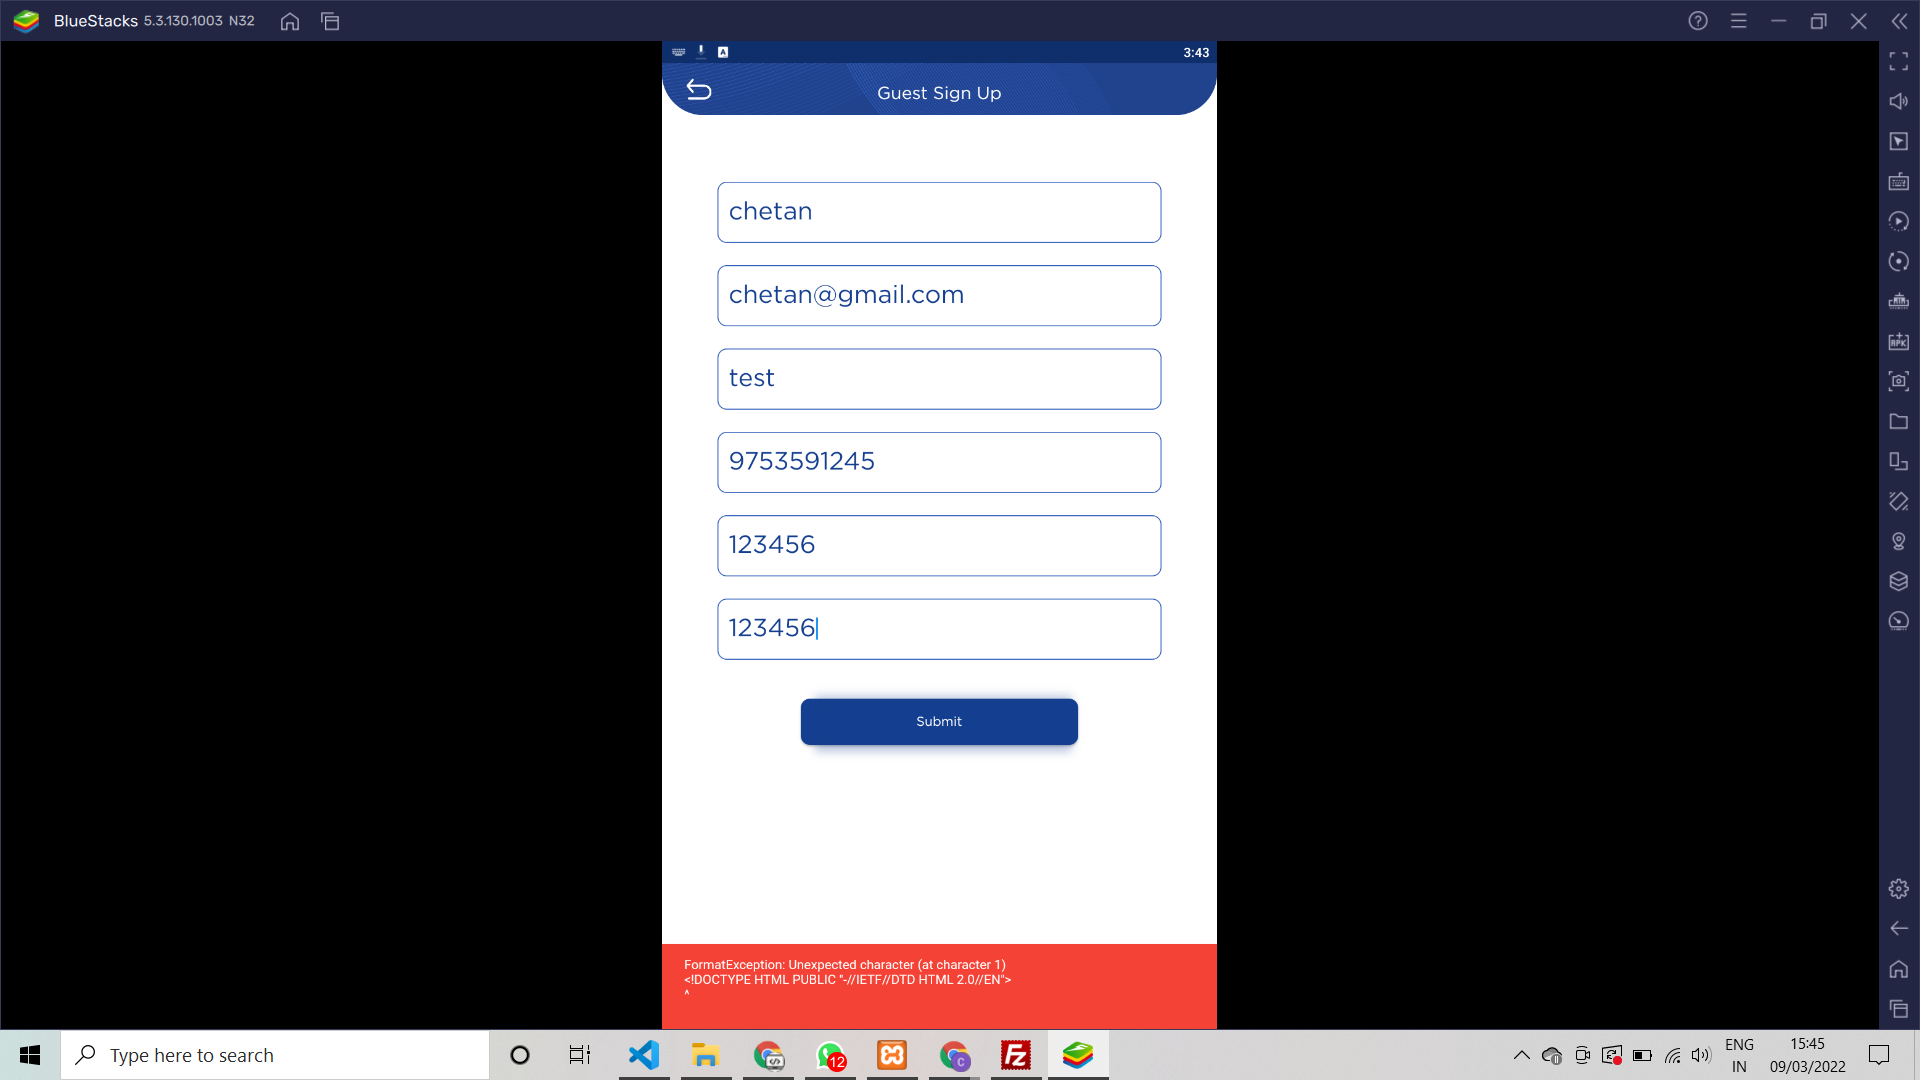 BlueStacks 5.3.130.1003 N32
3:43
Guest Sign Up
chetan
chetan@gmail.com
test
9753591245
123456
123456
Submit
FormatException: Unexpected character (at character 1)
<!DOCTYPE HTML PUBLIC "-//IETF//DTD HTML 2.0//EN">
^
Type here to search
12
ENG
IN
15:45
09/03/2022